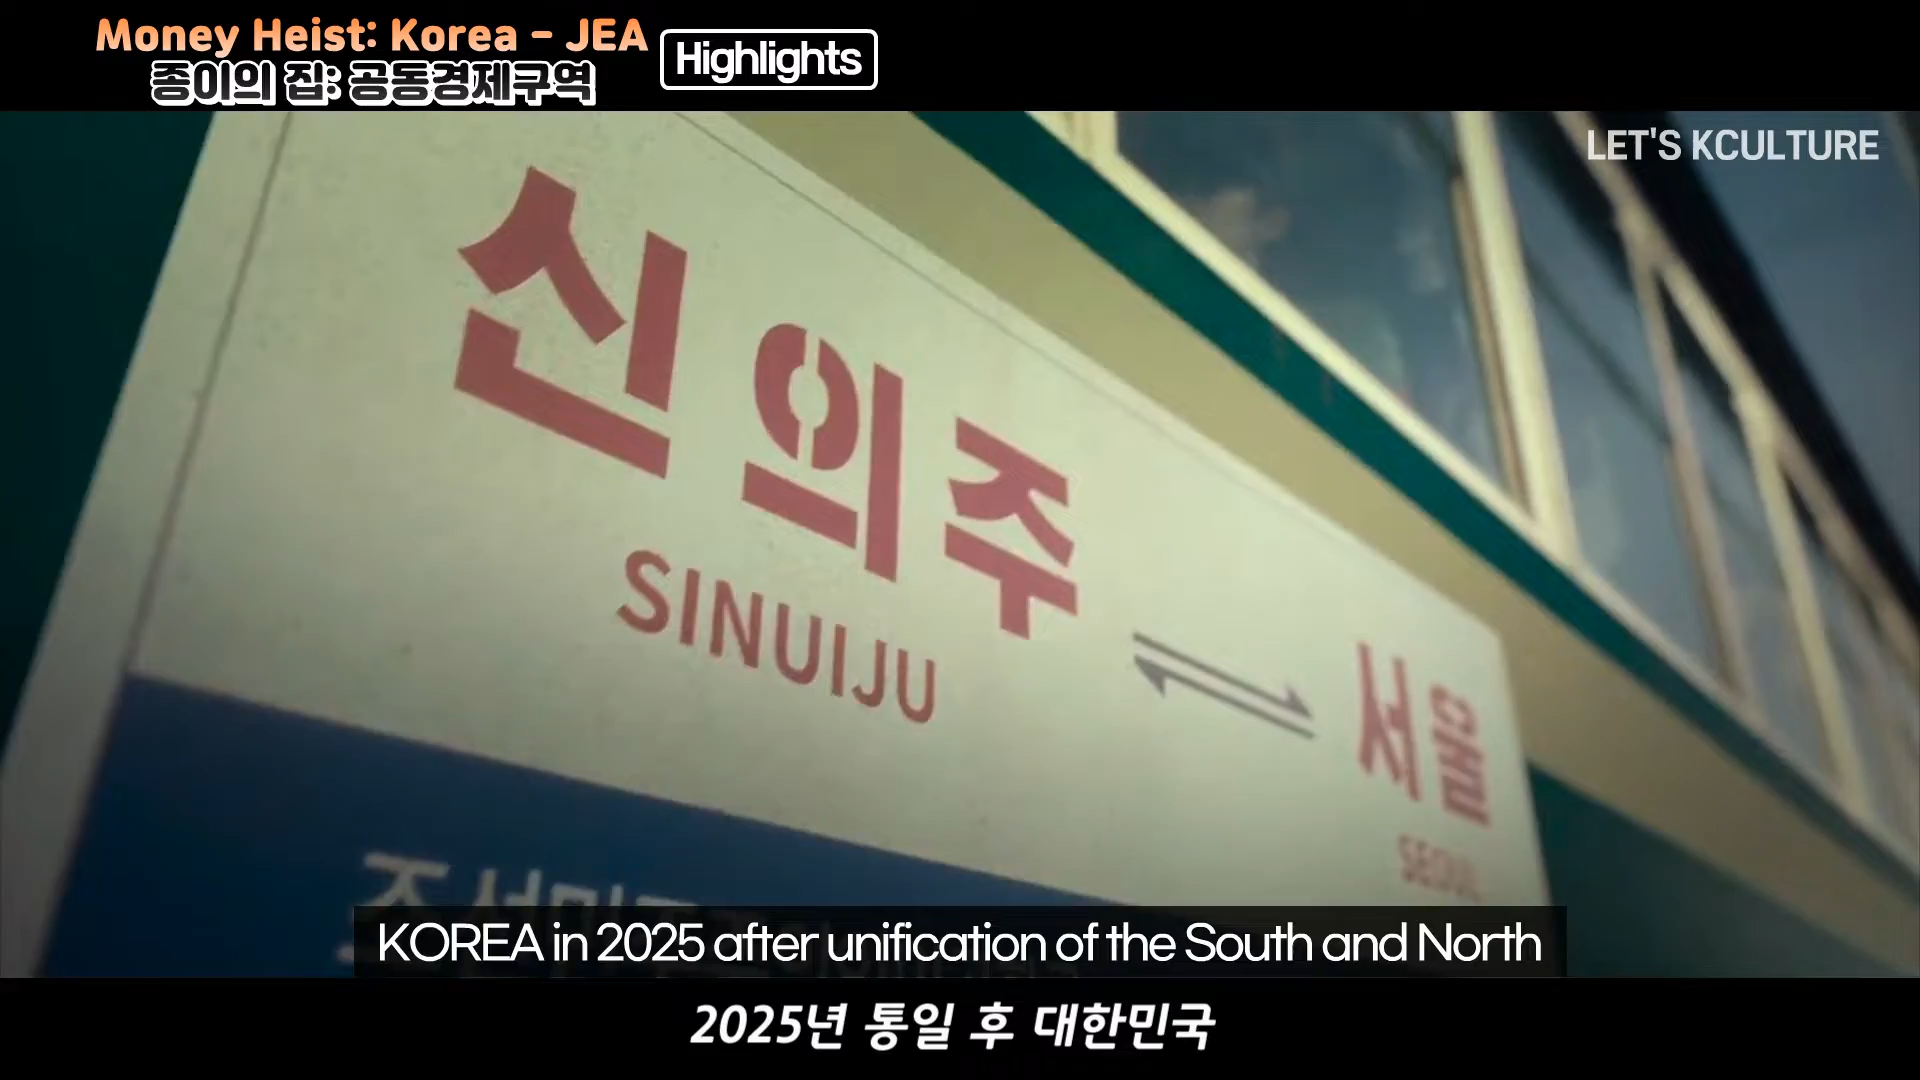 Money Heist: Korea - JEA
종이의 집: 공동경제구역
Highlights
LET'S KCULTURE
신의주
SINUIJU
서울
SEOUL
KOREA in 2025 after unification of the South and North
2025년 통일 후 대한민국